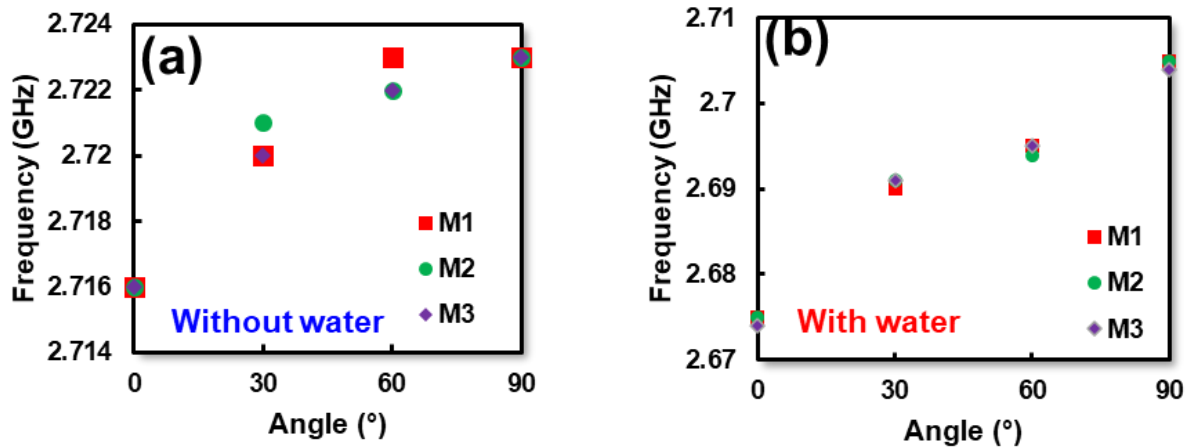 (a)
Frequency (GHz)
2.724
2.722
2.72
2.718
2.716
2.714
M1
M2
M3
Without water
0 30 60 90
Angle (°)
(b)
Frequency (GHz)
2.71
2.7
2.69
2.68
2.67
M1
M2
M3
With water
0 30 60 90
Angle (°)